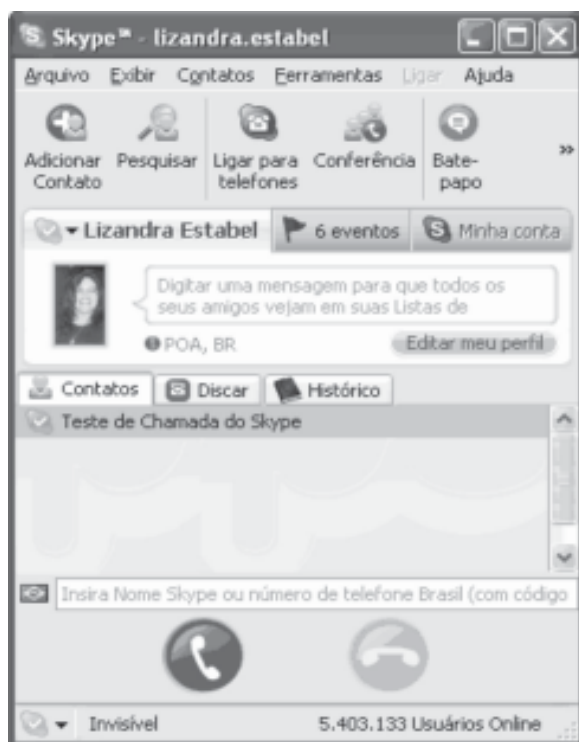 Skype™ - lizandra.estabel
Arquivo Exibir Contatos Ferramentas Ligar Ajuda
Adicionar Contato Pesquisar Ligar para telefones Conferência Bate-papo »
Lizandra Estabel 6 eventos Minha conta
Digitar uma mensagem para que todos os
seus amigos vejam em suas Listas de
POA, BR Editar meu perfil
Contatos Discar Histórico
Teste de Chamada do Skype
Insira Nome Skype ou número de telefone Brasil (com código
Invisível 5.403.133 Usuários Online